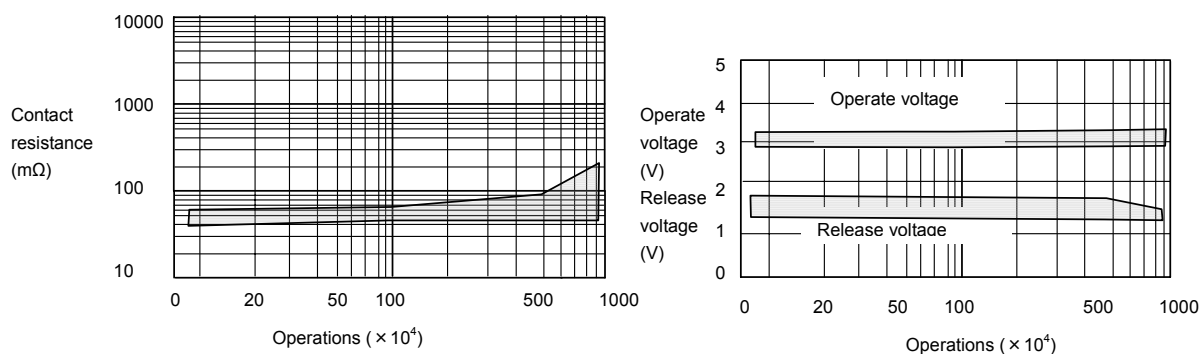 10000
1000
100
10
Contact
resistance
(mΩ)
0 20 50 100 500 1000
Operations ( × 10⁴)
5
4
3
2
1
0
Operate
voltage
(V)
Release
voltage
(V)
Operate voltage
Release voltage
0 20 50 100 500 1000
Operations ( × 10⁴)